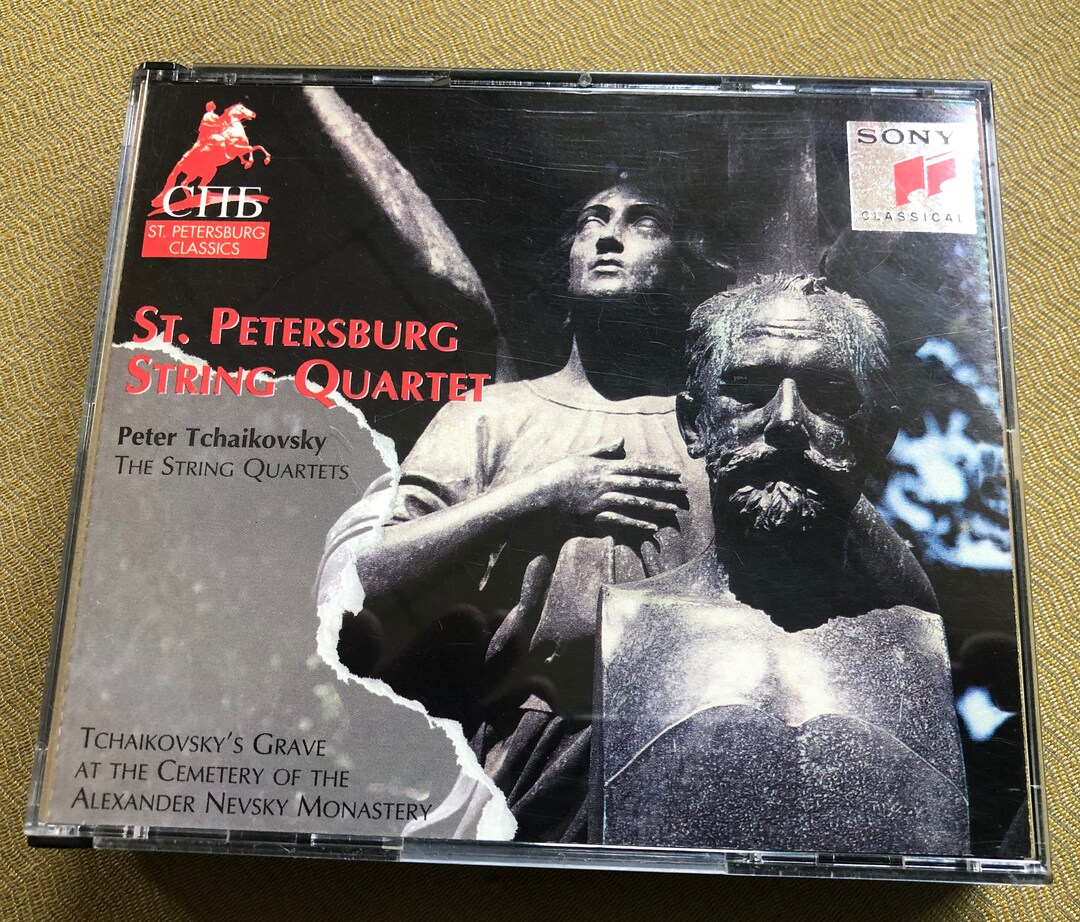 СПБ
ST. PETERSBURG
CLASSICS
SONY
CLASSICAL
ST. PETERSBURG
STRING QUARTET
Peter Tchaikovsky
THE STRING QUARTETS
TCHAIKOVSKY'S GRAVE
AT THE CEMETERY OF THE
ALEXANDER NEVSKY MONASTERY